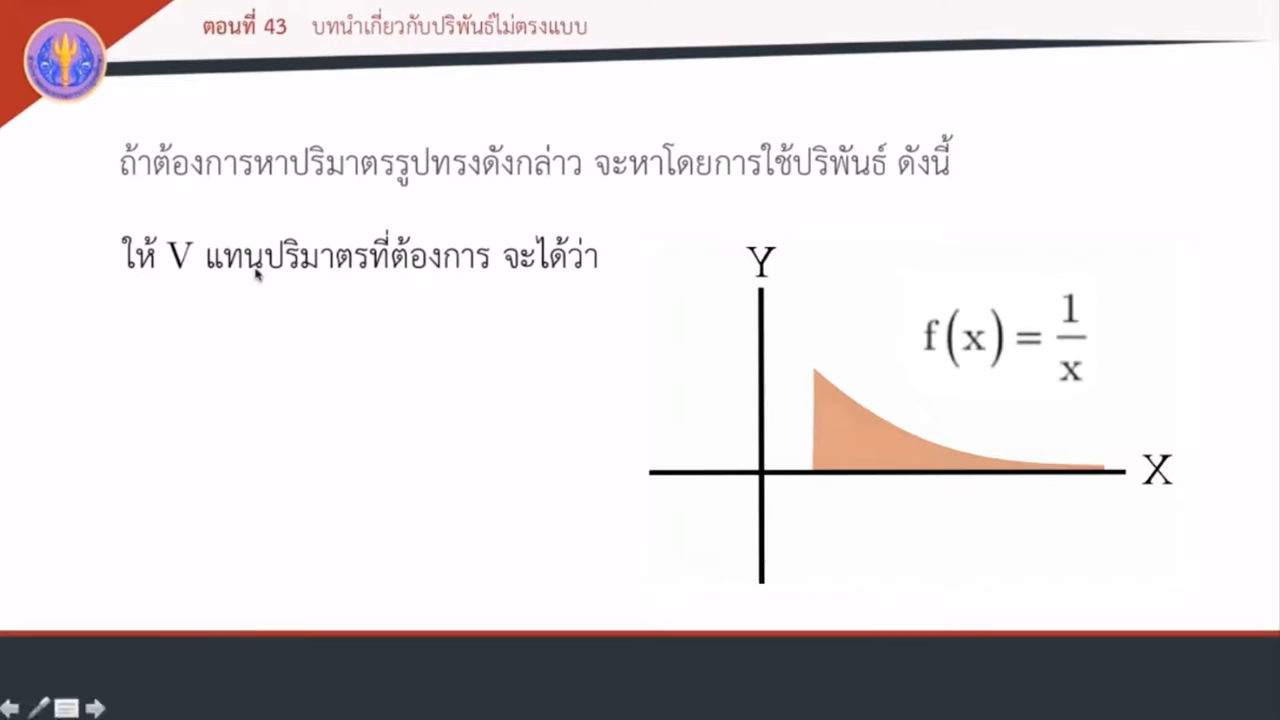 ตอนที่ 43 บทนำเกี่ยวกับปริพันธ์ไม่ตรงแบบ
ถ้าต้องการหาปริมาตรรูปทรงดังกล่าว จะหาโดยการใช้ปริพันธ์ ดังนี้
ให้ V แทนปริมาตรที่ต้องการ จะได้ว่า
Y
f(x) = 1/x
X